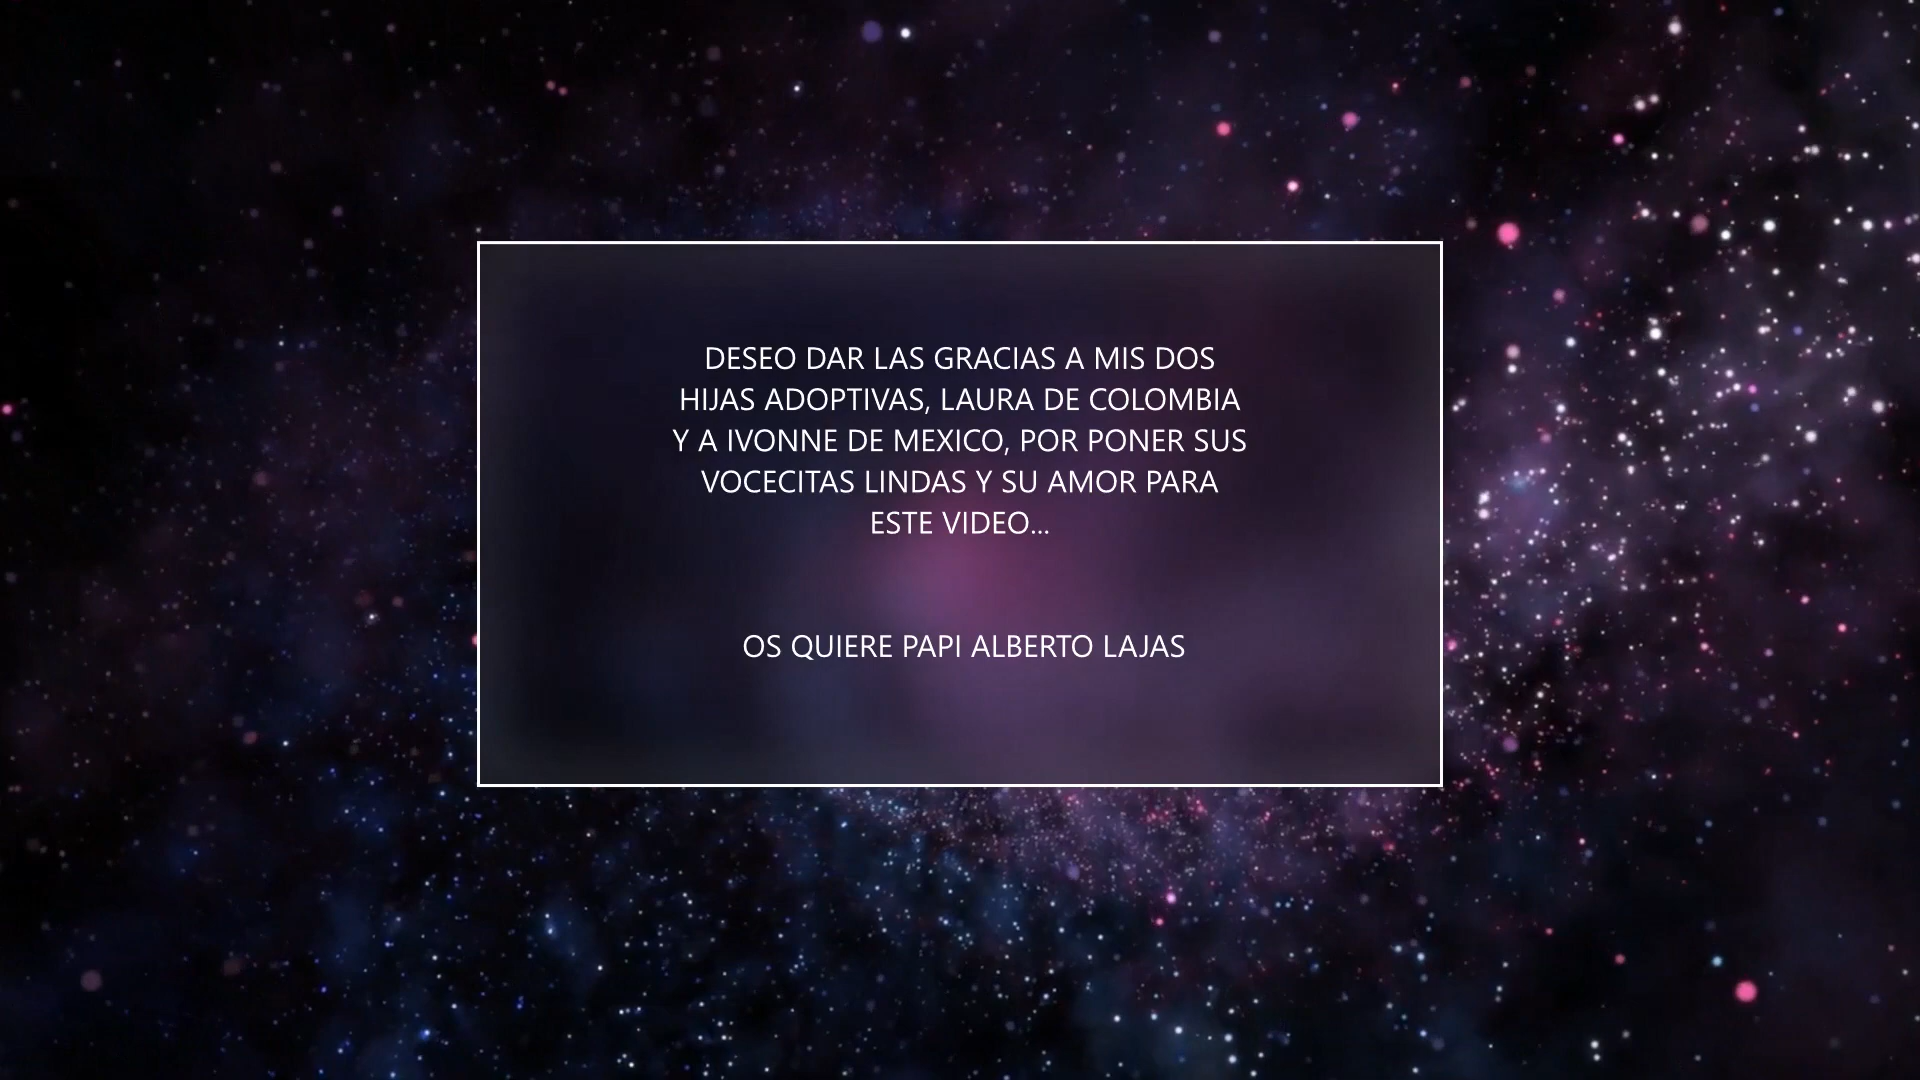 DESEO DAR LAS GRACIAS A MIS DOS
HIJAS ADOPTIVAS, LAURA DE COLOMBIA
Y A IVONNE DE MEXICO, POR PONER SUS
VOCECITAS LINDAS Y SU AMOR PARA
ESTE VIDEO...
OS QUIERE PAPI ALBERTO LAJAS